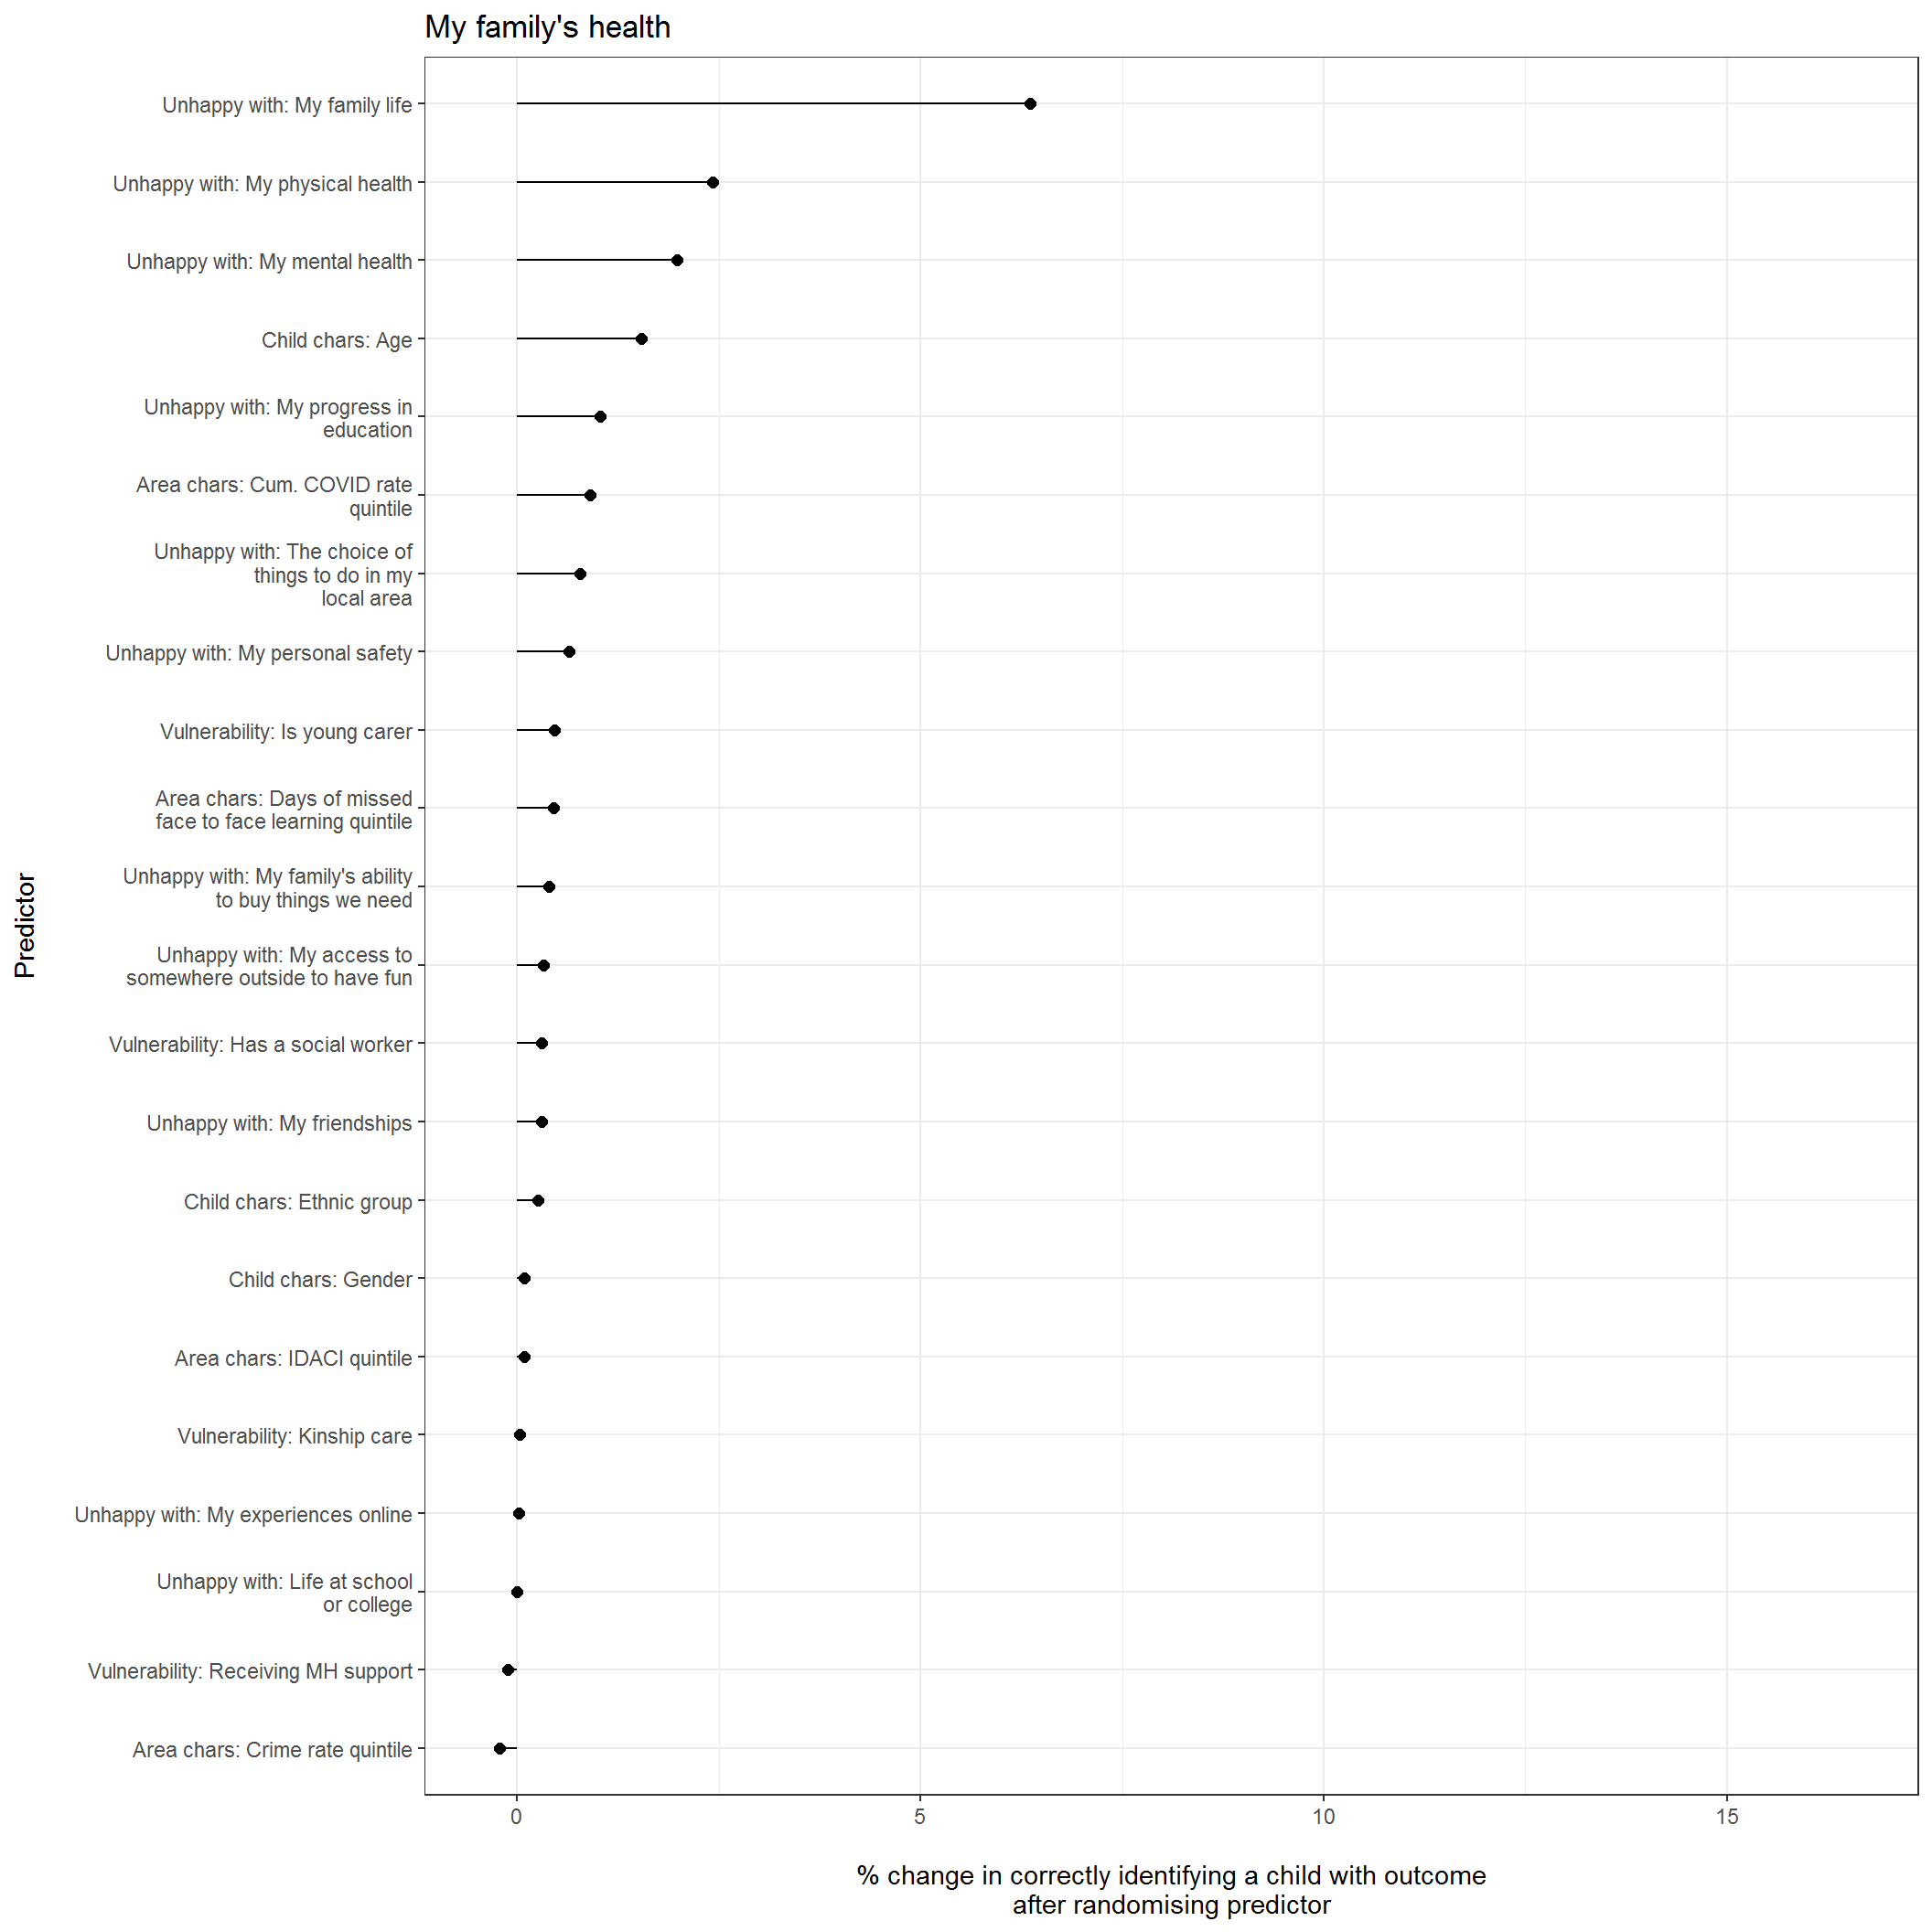 My family's health
Unhappy with: My family life
Unhappy with: My physical health
Unhappy with: My mental health
Child chars: Age
Unhappy with: My progress in
education
Area chars: Cum. COVID rate
quintile
Unhappy with: The choice of
things to do in my
local area
Unhappy with: My personal safety
Vulnerability: Is young carer
Area chars: Days of missed
face to face learning quintile
Unhappy with: My family's ability
to buy things we need
Unhappy with: My access to
somewhere outside to have fun
Vulnerability: Has a social worker
Unhappy with: My friendships
Child chars: Ethnic group
Child chars: Gender
Area chars: IDACI quintile
Vulnerability: Kinship care
Unhappy with: My experiences online
Unhappy with: Life at school
or college
Vulnerability: Receiving MH support
Area chars: Crime rate quintile
Predictor
0 5 10 15
% change in correctly identifying a child with outcome
after randomising predictor